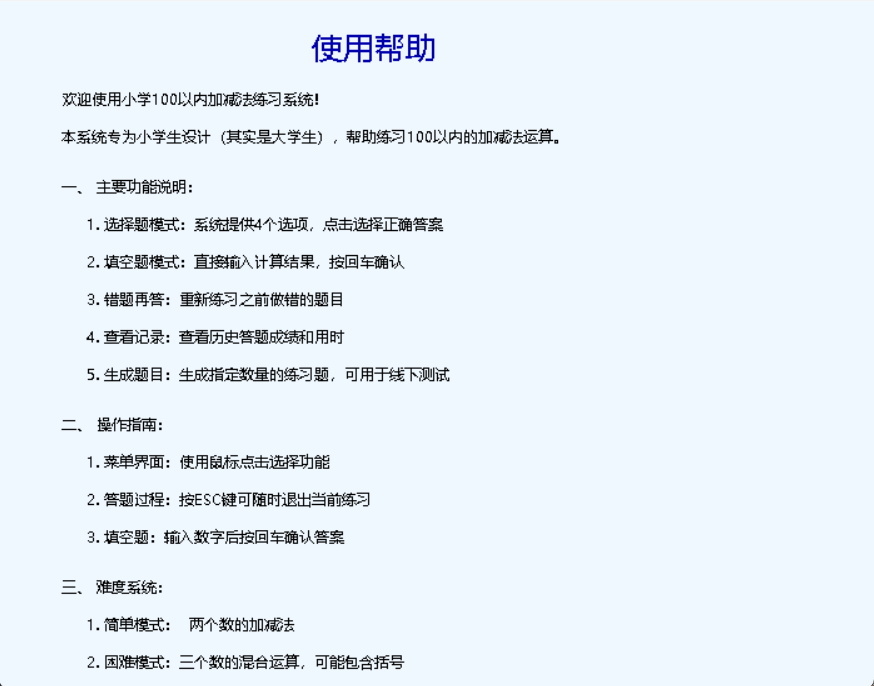 使用帮助
欢迎使用小学100以内加减法练习系统!
本系统专为小学生设计（其实是大学生），帮助练习100以内的加减法运算。
一、 主要功能说明：
1. 选择题模式：系统提供4个选项，点击选择正确答案
2. 填空题模式：直接输入计算结果，按回车确认
3. 错题再答：重新练习之前做错的题目
4. 查看记录：查看历史答题成绩和用时
5. 生成题目：生成指定数量的练习题，可用于线下测试
二、 操作指南：
1. 菜单界面：使用鼠标点击选择功能
2. 答题过程：按ESC键可随时退出当前练习
3. 填空题：输入数字后按回车确认答案
三、 难度系统：
1. 简单模式： 两个数的加减法
2. 困难模式：三个数的混合运算，可能包含括号